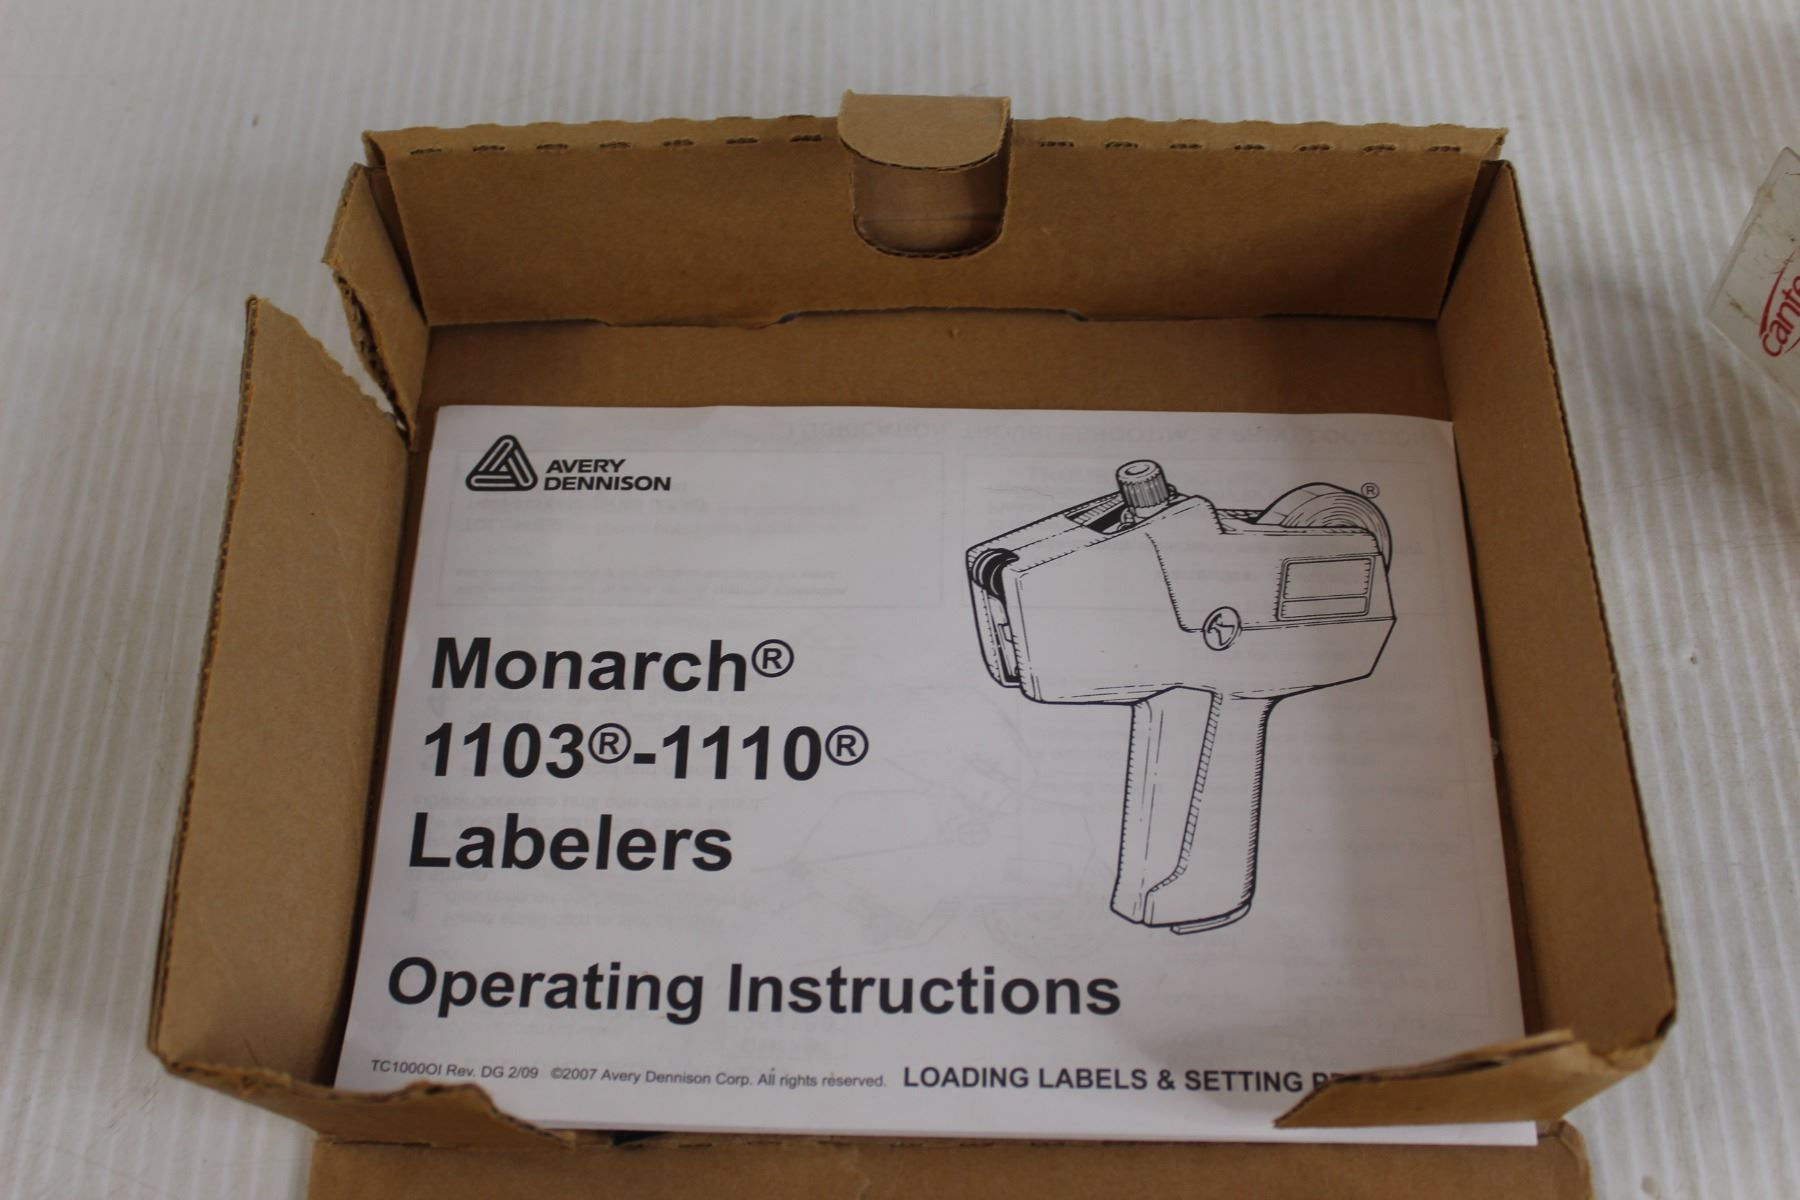 AVERY
DENNISON
®
Monarch®
1103®-1110®
Labelers
Operating Instructions
TC1000OI Rev. DG 2/09 ©2007 Avery Dennison Corp. All rights reserved.
LOADING LABELS & SETTING